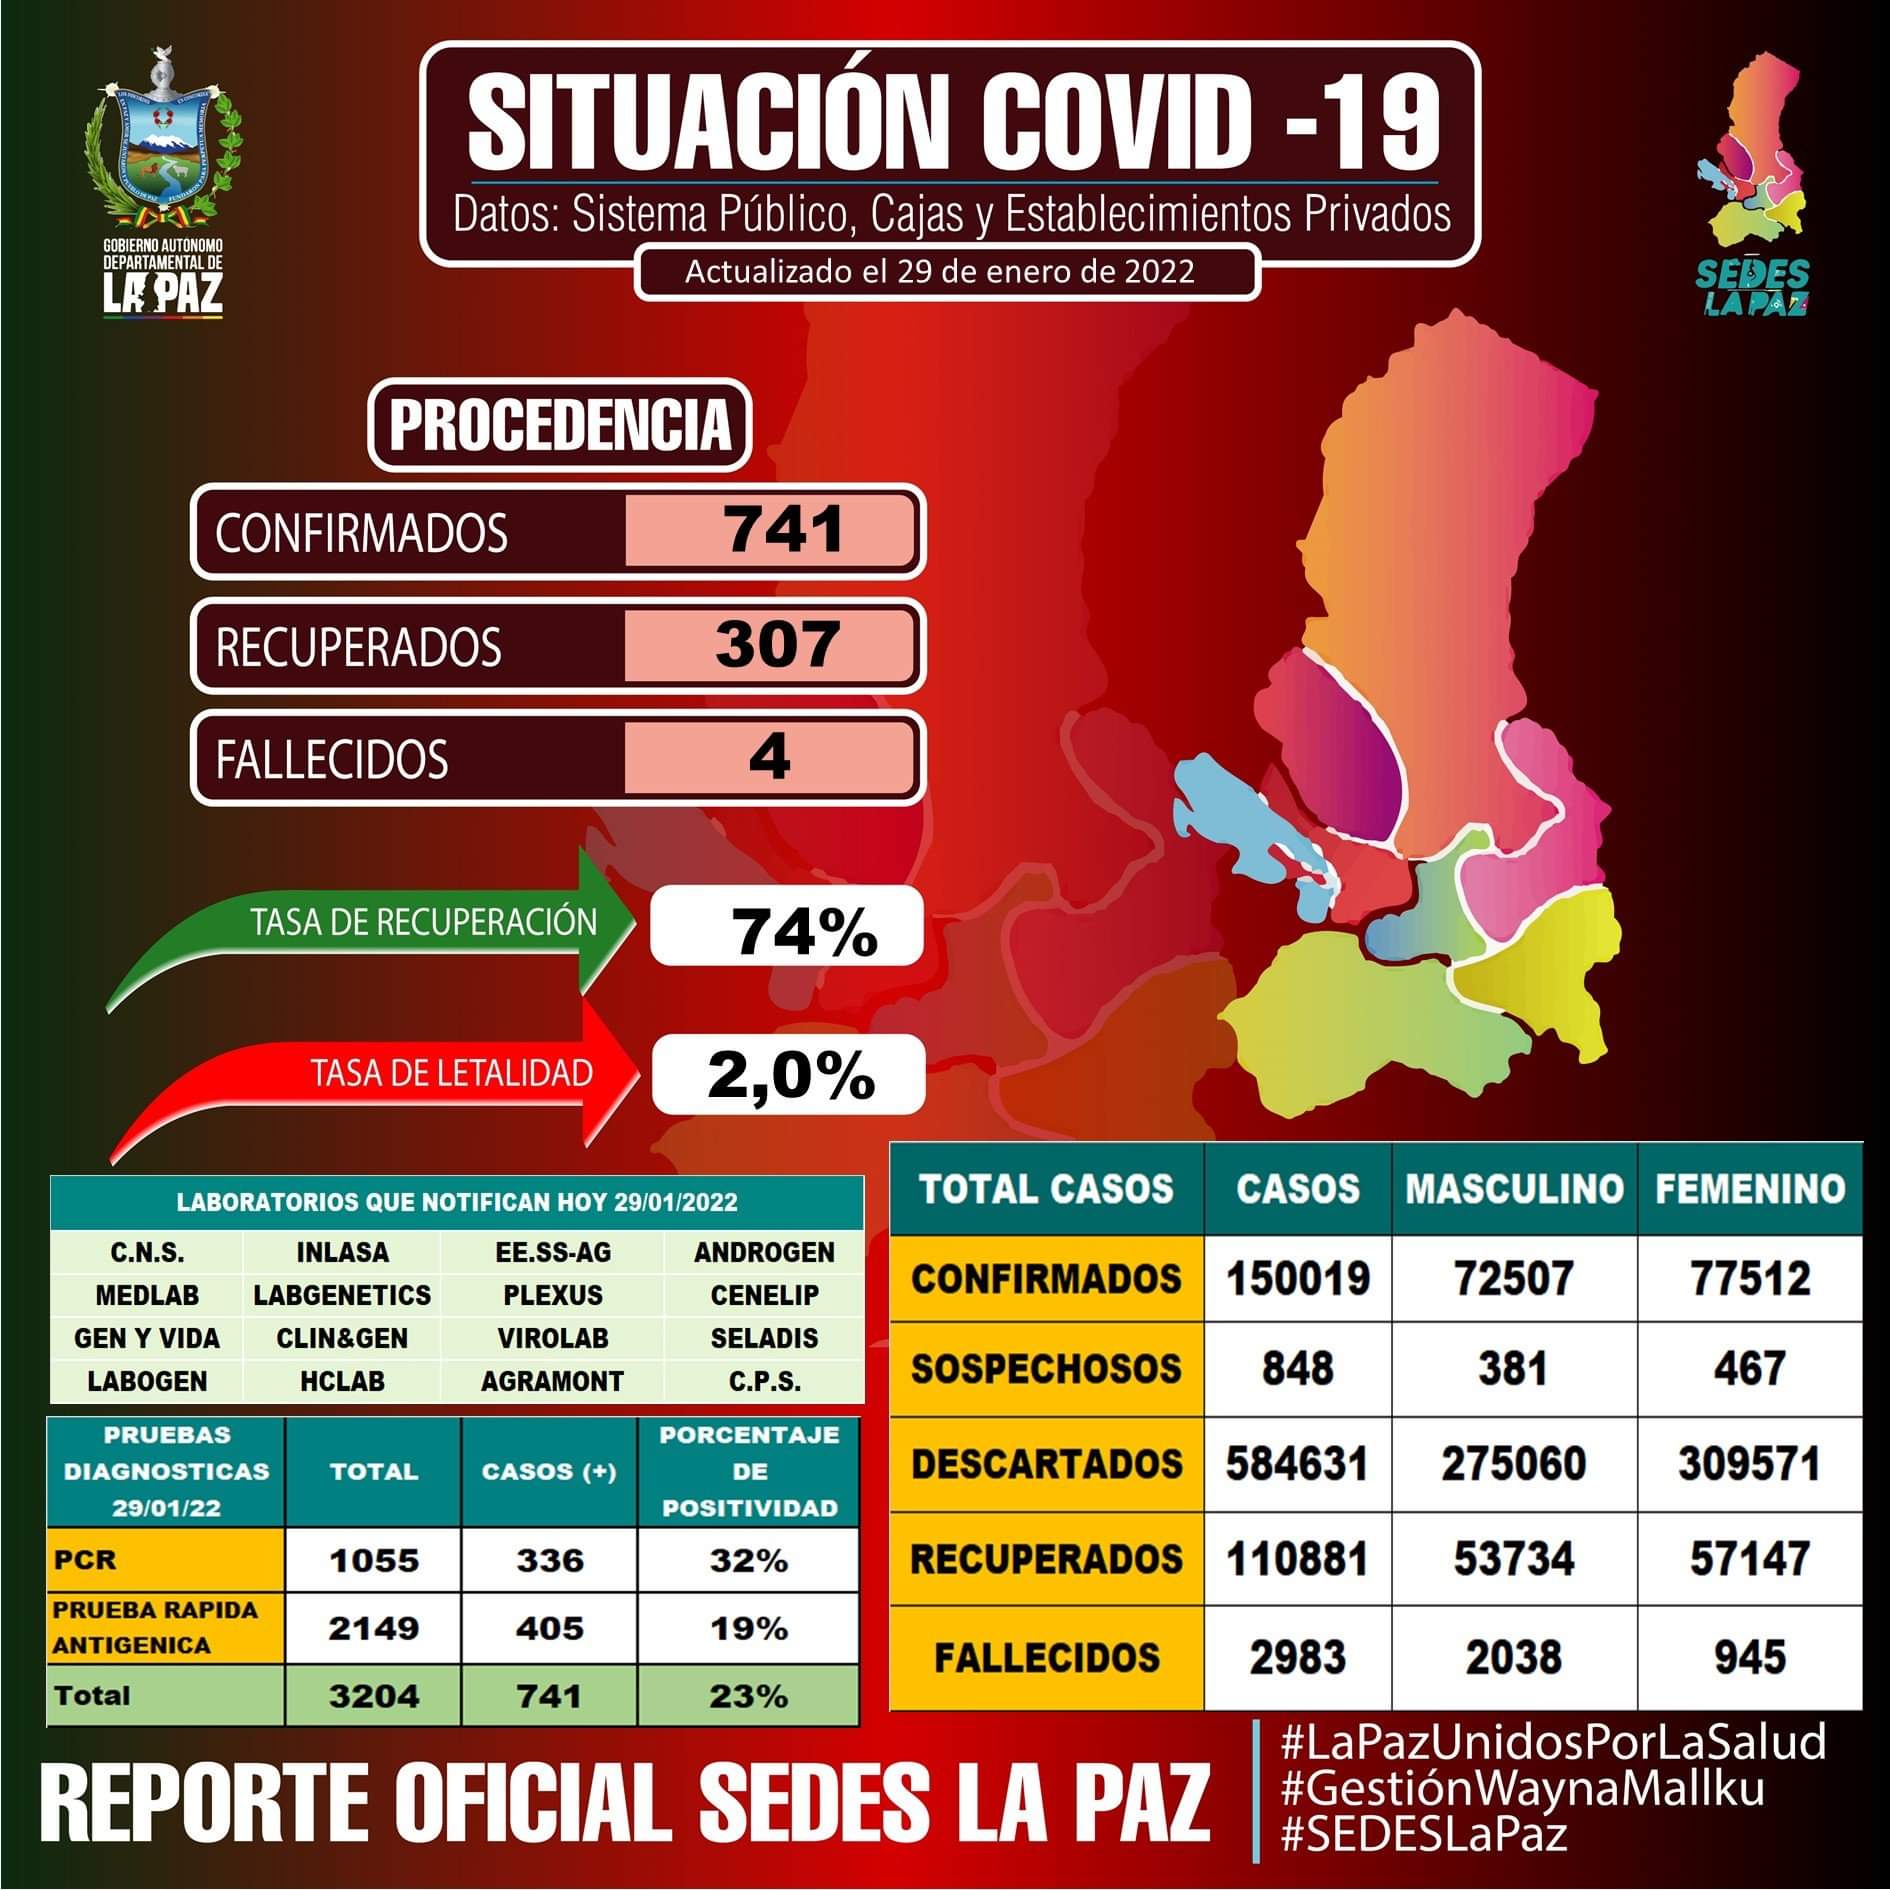 SITUACIÓN COVID -19
Datos: Sistema Público, Cajas y Establecimientos Privados
Actualizado el 29 de enero de 2022
GOBIERNO AUTÓNOMO
DEPARTAMENTAL DE
LA PAZ
SEDES
LA PAZ
PROCEDENCIA
CONFIRMADOS 741
RECUPERADOS 307
FALLECIDOS 4
TASA DE RECUPERACIÓN 74%
TASA DE LETALIDAD 2,0%
LABORATORIOS QUE NOTIFICAN HOY 29/01/2022
C.N.S. INLASA EE.SS-AG ANDROGEN
MEDLAB LABGENETICS PLEXUS CENELIP
GEN Y VIDA CLIN&GEN VIROLAB SELADIS
LABOGEN HCLAB AGRAMONT C.P.S.
PRUEBAS
DIAGNOSTICAS
29/01/22
TOTAL
CASOS (+)
PORCENTAJE
DE
POSITIVIDAD
PCR 1055 336 32%
PRUEBA RAPIDA
ANTIGENICA
2149 405 19%
Total 3204 741 23%
TOTAL CASOS CASOS MASCULINO FEMENINO
CONFIRMADOS 150019 72507 77512
SOSPECHOSOS 848 381 467
DESCARTADOS 584631 275060 309571
RECUPERADOS 110881 53734 57147
FALLECIDOS 2983 2038 945
REPORTE OFICIAL SEDES LA PAZ
#LaPazUnidosPorLaSalud
#GestiónWaynaMallku
#SEDESLaPaz